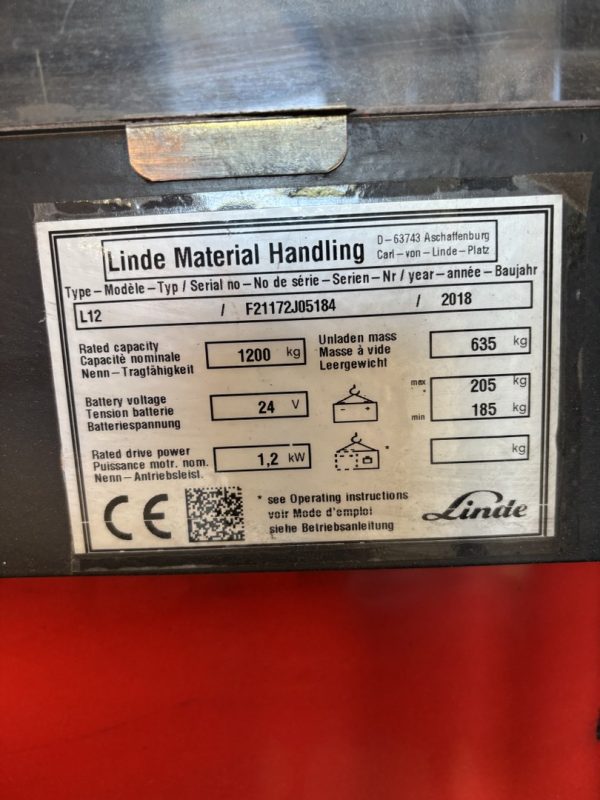 Linde Material Handling
D-63743 Aschaffenburg
Carl-von-Linde-Platz
Type-Modèle-Typ / Serial no-No de série-Serien-Nr / year-année-Baujahr
L12 / F21172J05184 / 2018
Rated capacity
Capacité nominale
Nenn-Tragfähigkeit
1200 kg
Unladen mass
Masse à vide
Leergewicht
635 kg
Battery voltage
Tension batterie
Batteriespannung
24 V
- +
max * 205 kg
min 185 kg
Rated drive power
Puissance motr. nom.
Nenn-Antriebsleist.
1,2 kW
*
kg
CE
* see Operating instructions
voir Mode d'emploi
siehe Betriebsanleitung
Linde